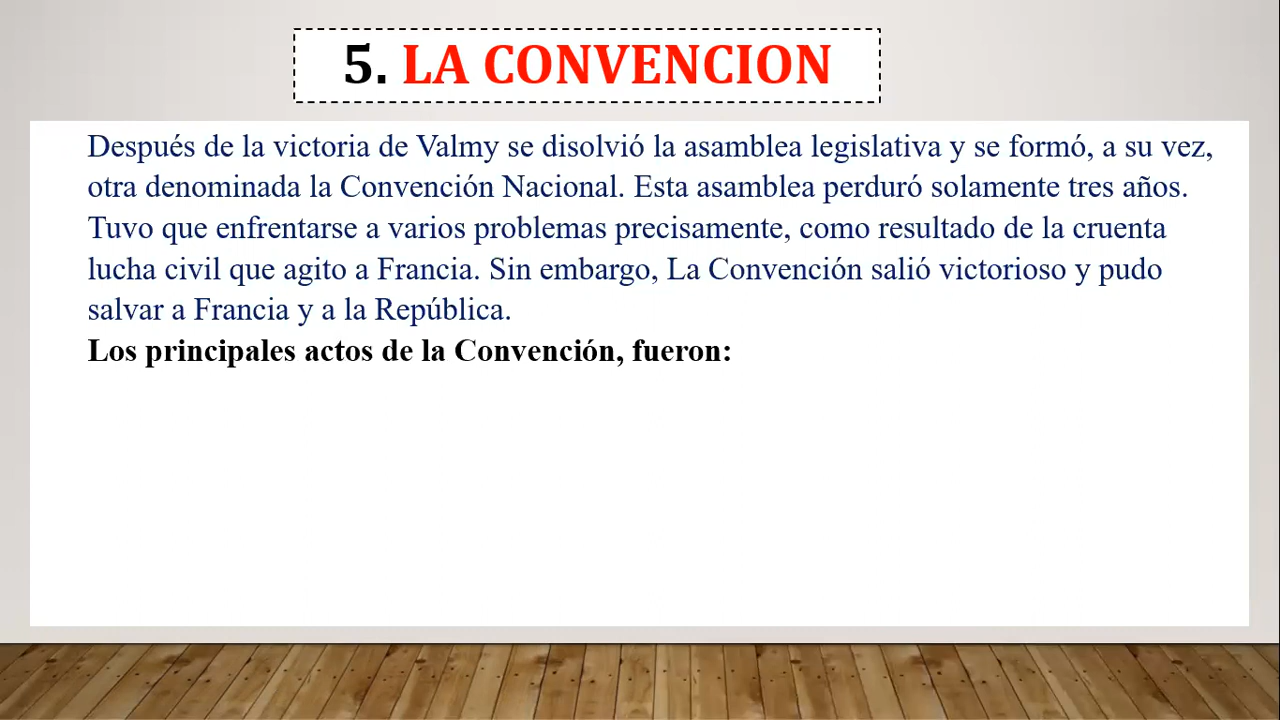 5. LA CONVENCION
Después de la victoria de Valmy se disolvió la asamblea legislativa y se formó, a su vez,
otra denominada la Convención Nacional. Esta asamblea perduró solamente tres años.
Tuvo que enfrentarse a varios problemas precisamente, como resultado de la cruenta
lucha civil que agito a Francia. Sin embargo, La Convención salió victorioso y pudo
salvar a Francia y a la República.
Los principales actos de la Convención, fueron: